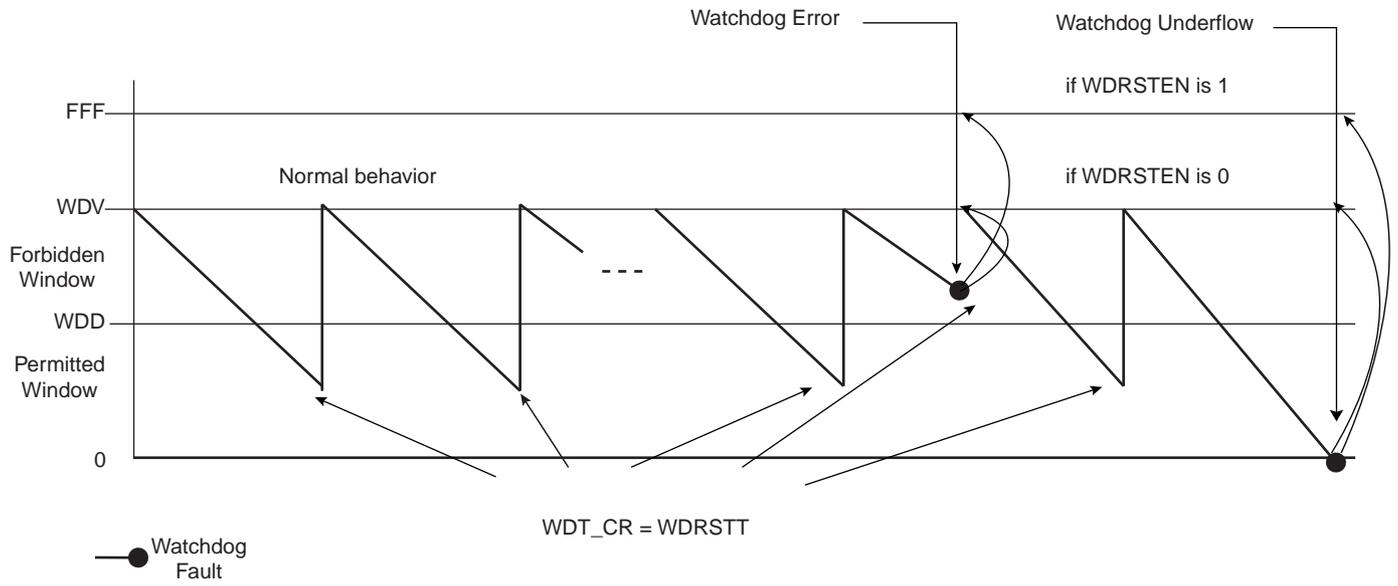 Watchdog Error
Watchdog Underflow
if WDRSTEN is 1
FFF
Normal behavior
if WDRSTEN is 0
WDV
Forbidden
Window
WDD
Permitted
Window
0
WDT_CR = WDRSTT
Watchdog
Fault